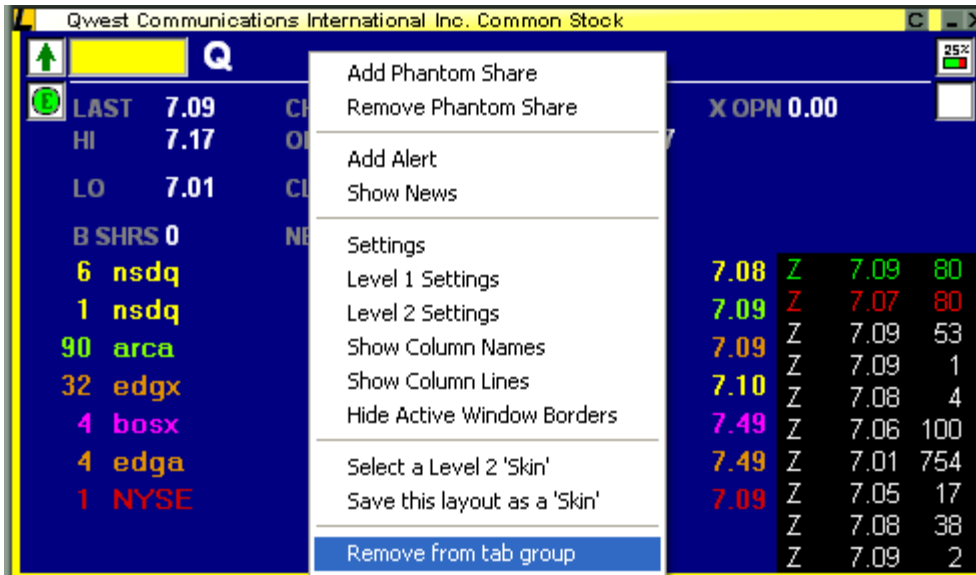 Qwest Communications International Inc. Common Stock C
Q 25%
Add Phantom Share
Remove Phantom Share
Add Alert
Show News
Settings
Level 1 Settings
Level 2 Settings
Show Column Names
Show Column Lines
Hide Active Window Borders
Select a Level 2 'Skin'
Save this layout as a 'Skin'
Remove from tab group
E LAST 7.09 X OPN 0.00
HI 7.17
LO 7.01
B SHRS 0
6 nsdq 7.08 Z 7.09 80
1 nsdq 7.09 Z 7.07 80
90 arca 7.09 Z 7.09 53
32 edgx 7.10 Z 7.09 1
4 bosx 7.49 Z 7.08 4
4 edga 7.49 Z 7.06 100
1 NYSE 7.09 Z 7.01 754
Z 7.05 17
Z 7.08 38
Z 7.09 2